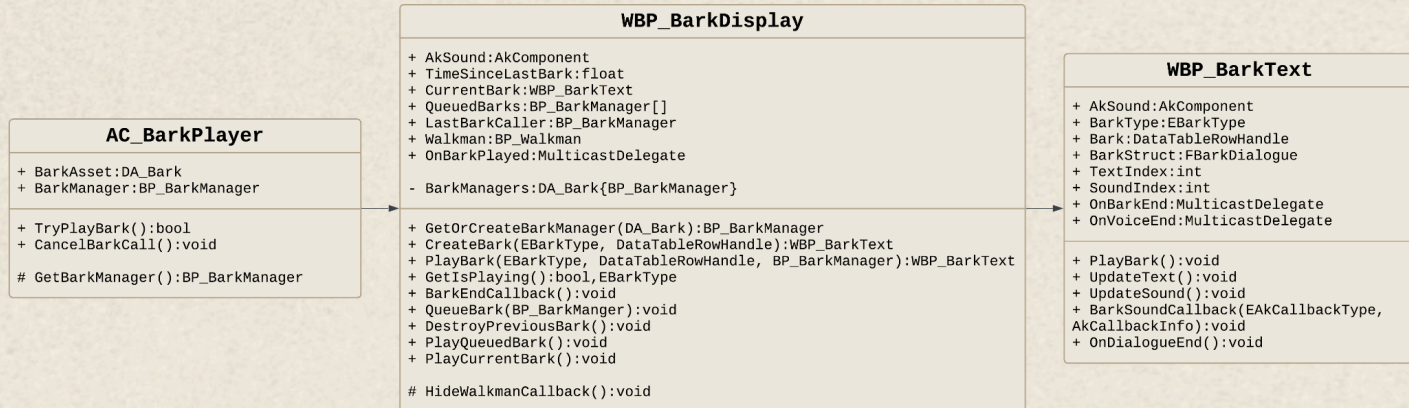 AC_BarkPlayer
+ BarkAsset:DA_Bark
+ BarkManager:BP_BarkManager
+ TryPlayBark():bool
+ CancelBarkCall():void
# GetBarkManager():BP_BarkManager
WBP_BarkDisplay
+ AkSound:AkComponent
+ TimeSinceLastBark:float
+ CurrentBark:WBP_BarkText
+ QueuedBarks:BP_BarkManager[]
+ LastBarkCaller:BP_BarkManager
+ Walkman:BP_Walkman
+ OnBarkPlayed:MulticastDelegate
- BarkManagers:DA_Bark{BP_BarkManager}
+ GetOrCreateBarkManager(DA_Bark):BP_BarkManager
+ CreateBark(EBarkType, DataTableRowHandle):WBP_BarkText
+ PlayBark(EBarkType, DataTableRowHandle, BP_BarkManager):WBP_BarkText
+ GetIsPlaying():bool,EBarkType
+ BarkEndCallback():void
+ QueueBark(BP_BarkManger):void
+ DestroyPreviousBark():void
+ PlayQueuedBark():void
+ PlayCurrentBark():void
# HideWalkmanCallback():void
WBP_BarkText
+ AkSound:AkComponent
+ BarkType:EBarkType
+ Bark:DataTableRowHandle
+ BarkStruct:FBarkDialogue
+ TextIndex:int
+ SoundIndex:int
+ OnBarkEnd:MulticastDelegate
+ OnVoiceEnd:MulticastDelegate
+ PlayBark():void
+ UpdateText():void
+ UpdateSound():void
+ BarkSoundCallback(EAkCallbackType,
AkCallbackInfo):void
+ OnDialogueEnd():void